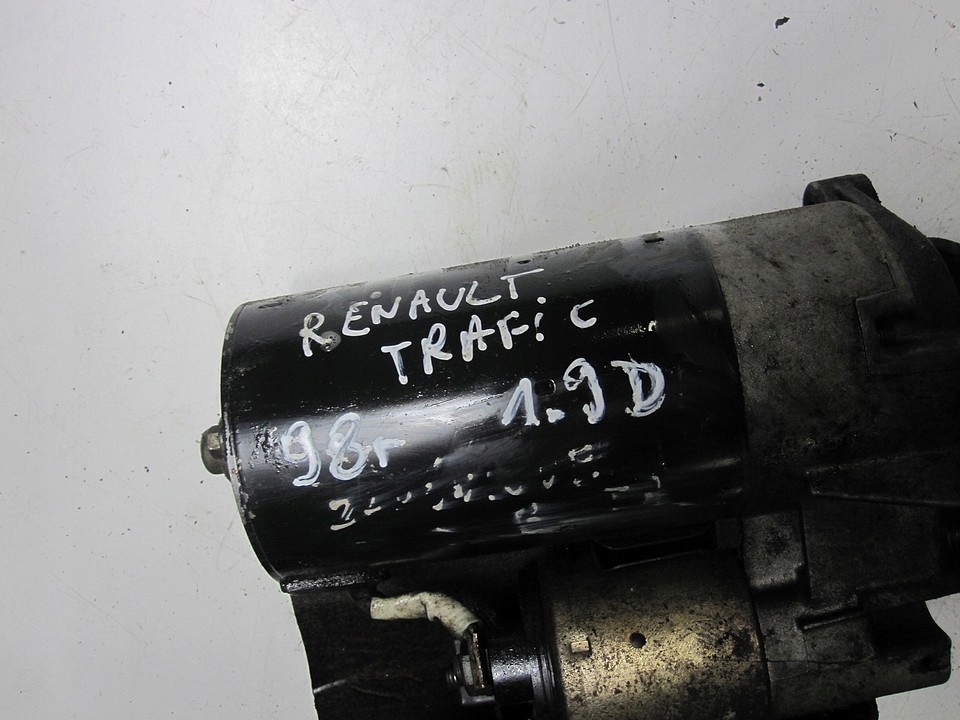 RENAULT
TRAFiC
98r 1.9D